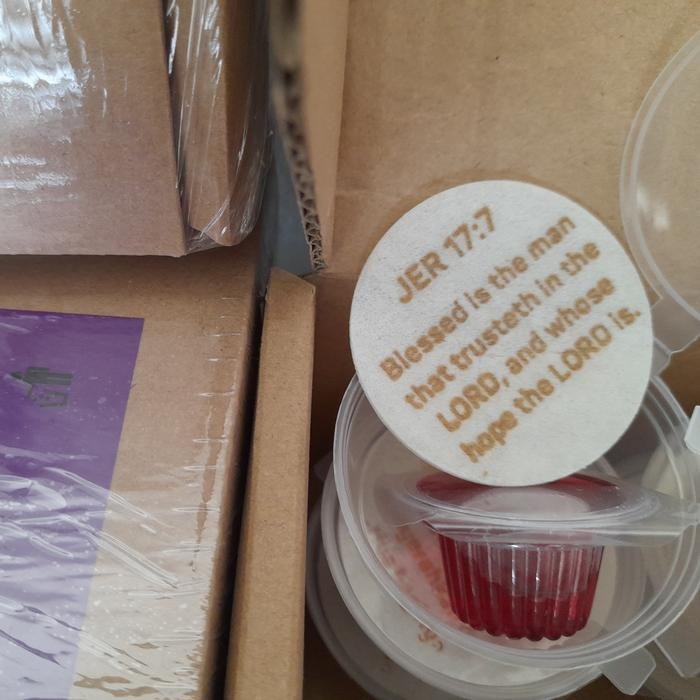 JER 17:7
Blessed is the man
that trusteth in the
LORD, and whose
hope the LORD is.